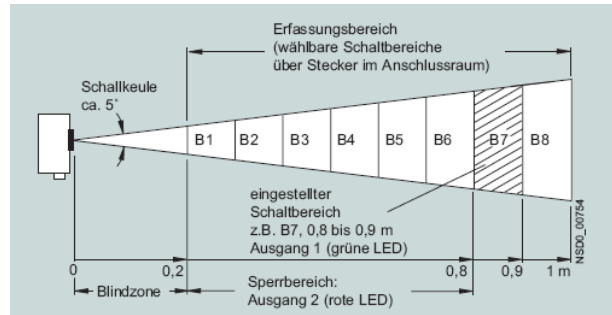 Erfassungsbereich
(wählbare Schaltbereiche
über Stecker im Anschlussraum)
Schallkeule
ca. 5°
B1 B2 B3 B4 B5 B6 B7 B8
eingestellter
Schaltbereich
z.B. B7, 0,8 bis 0,9 m
Ausgang 1 (grüne LED)
NSD0_00754
0 0,2 0,8 0,9 1 m
Blindzone
Sperrbereich:
Ausgang 2 (rote LED)